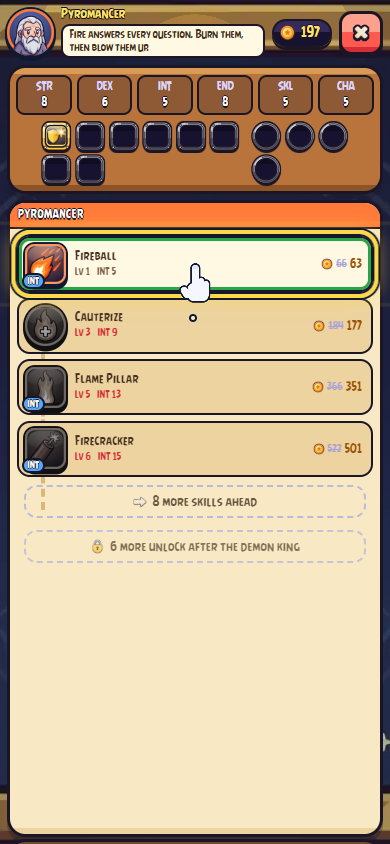 Pyromancer
Fire answers every question. Burn them,
then blow them up.
197
STR
8
DEX
6
INT
5
END
8
SKL
5
CHA
5
Pyromancer
Fireball
Lv 1 INT 5
INT
66 63
Cauterize
Lv 3 INT 9
184 177
Flame Pillar
Lv 5 INT 13
INT
366 351
Firecracker
Lv 6 INT 15
INT
522 501
8 more skills ahead
6 more unlock after the Demon King